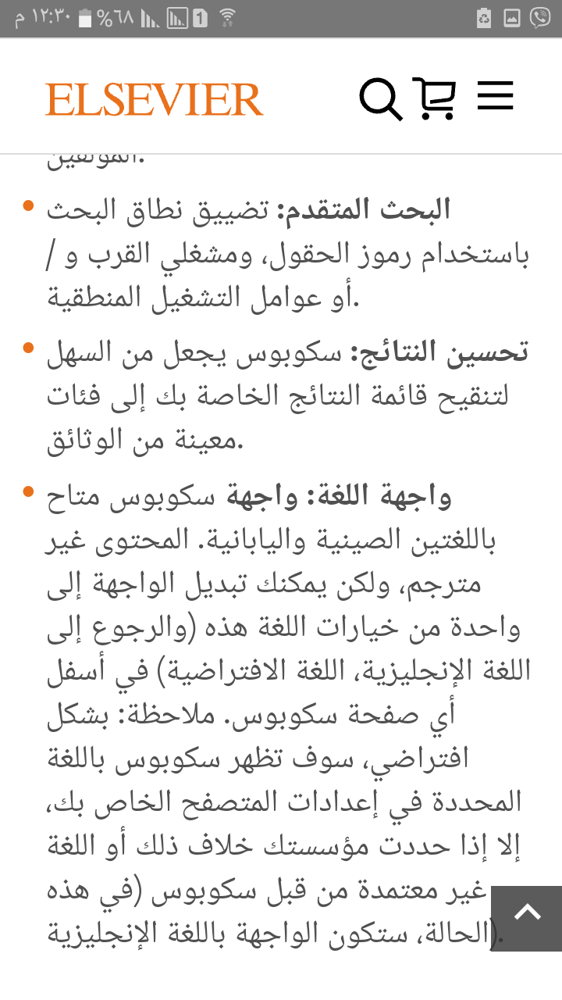 ١٢:٣٠ م
%٦٨
1
ELSEVIER
المؤلفين.
البحث المتقدم: تضييق نطاق البحث
باستخدام رموز الحقول، ومشغلي القرب و /
أو عوامل التشغيل المنطقية.
تحسين النتائج: سكوبوس يجعل من السهل
لتنقيح قائمة النتائج الخاصة بك إلى فئات
معينة من الوثائق.
واجهة اللغة: واجهة سكوبوس متاح
باللغتين الصينية واليابانية. المحتوى غير
مترجم، ولكن يمكنك تبديل الواجهة إلى
واحدة من خيارات اللغة هذه (والرجوع إلى
اللغة الإنجليزية، اللغة الافتراضية) في أسفل
أي صفحة سكوبوس. ملاحظة: بشكل
افتراضي، سوف تظهر سكوبوس باللغة
المحددة في إعدادات المتصفح الخاص بك،
إلا إذا حددت مؤسستك خلاف ذلك أو اللغة
غير معتمدة من قبل سكوبوس (في هذه
الحالة، ستكون الواجهة باللغة الإنجليزية).